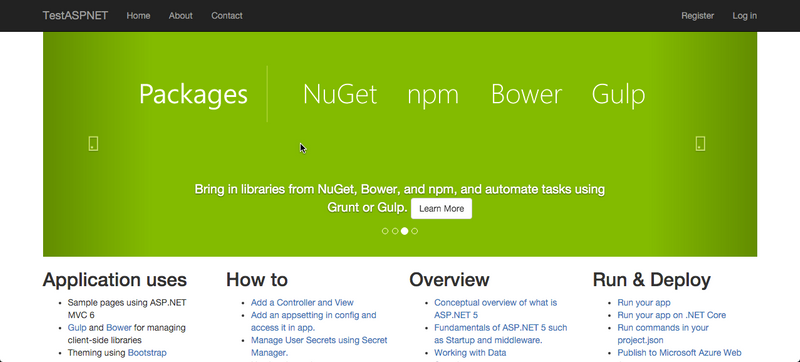 TestASPNET Home About Contact Register Log in
Packages NuGet npm Bower Gulp
Bring in libraries from NuGet, Bower, and npm, and automate tasks using
Grunt or Gulp. Learn More
Application uses
Sample pages using ASP.NET
MVC 6
Gulp and Bower for managing
client-side libraries
Theming using Bootstrap
How to
Add a Controller and View
Add an appsetting in config and
access it in app.
Manage User Secrets using Secret
Manager.
Overview
Conceptual overview of what is
ASP.NET 5
Fundamentals of ASP.NET 5 such
as Startup and middleware.
Working with Data
Run & Deploy
Run your app
Run your app on .NET Core
Run commands in your
project.json
Publish to Microsoft Azure Web